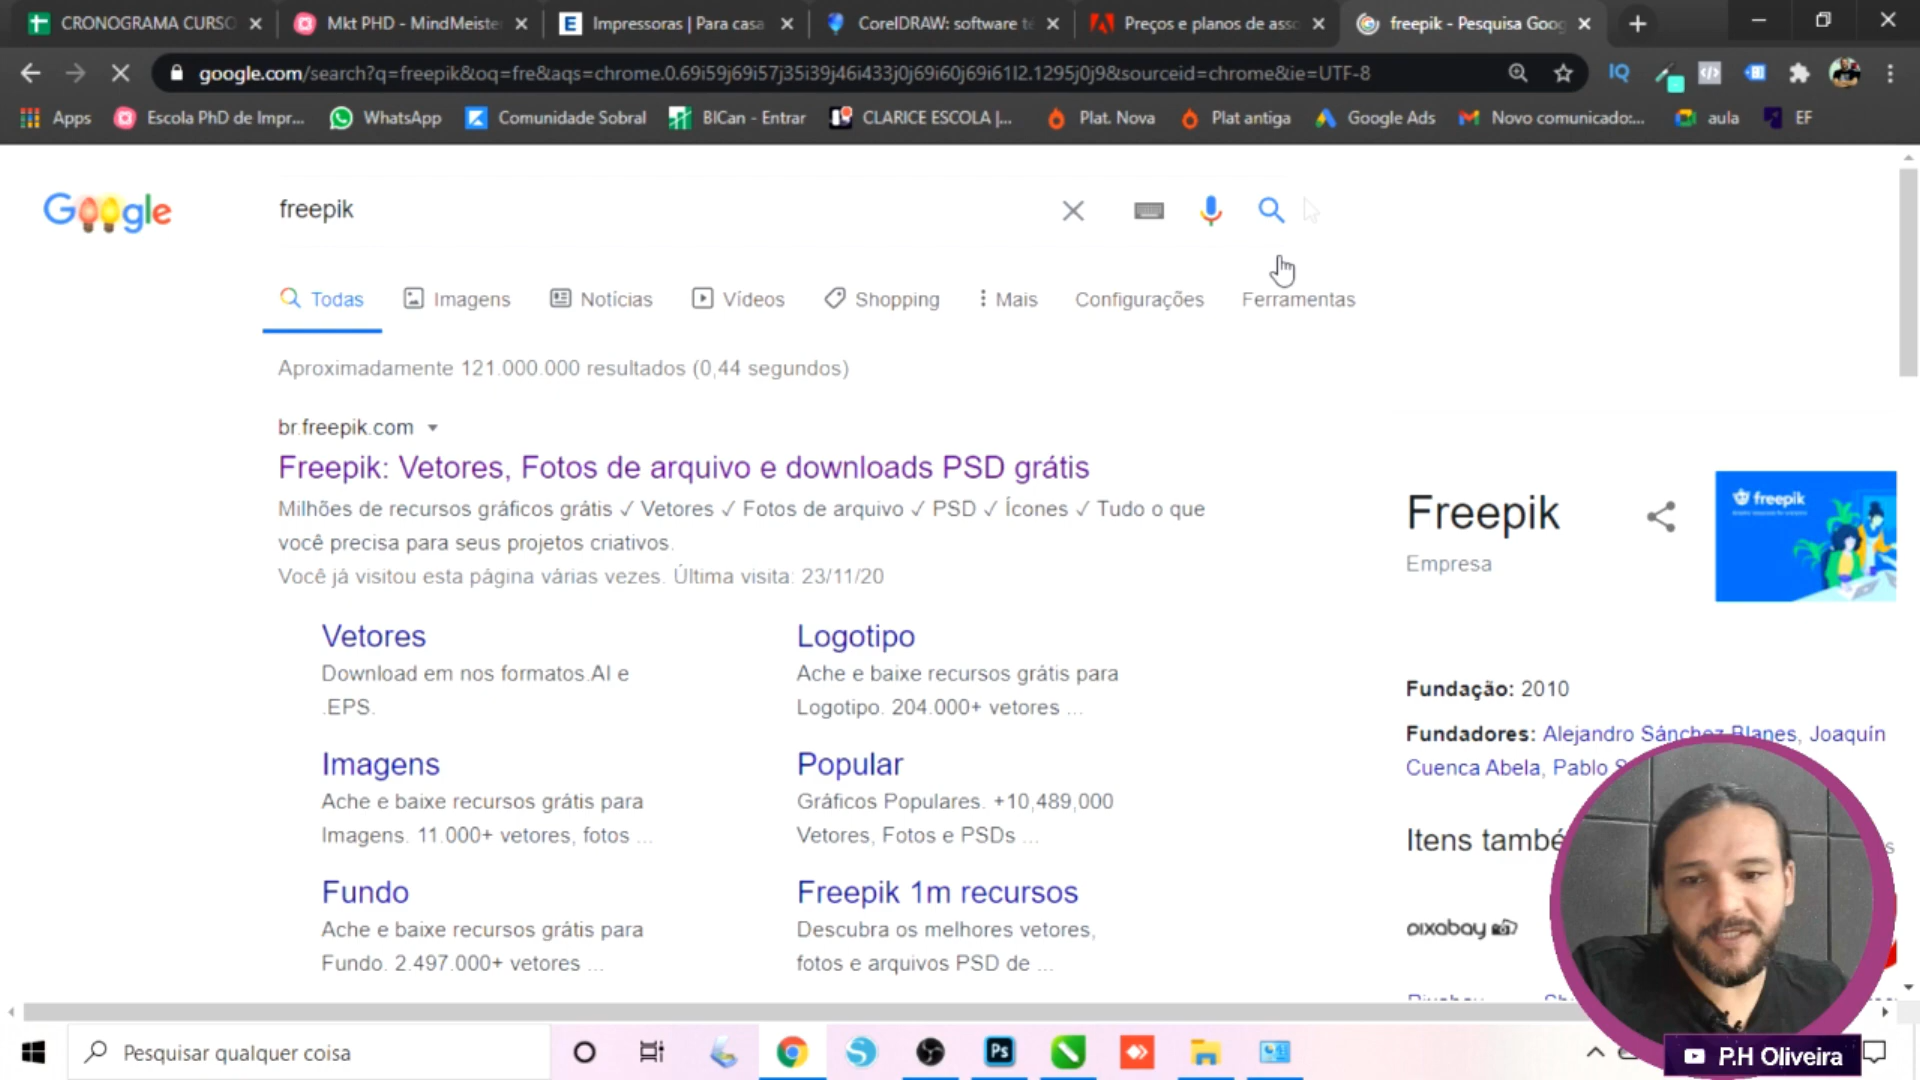 CRONOGRAMA CURSO
Mkt PHD - MindMeiste
Impressoras | Para casa
CorelDRAW: software té
Preços e planos de asso
freepik - Pesquisa Goog
google.com/search?q=freepik&oq=fre&aqs=chrome.0.69i59j69i57j35i39j46i433j0j69i60j69i61l2.1295j0j9&sourceid=chrome&ie=UTF-8
IQ
Apps
Escola PhD de Impr...
WhatsApp
Comunidade Sobral
BlCan - Entrar
CLARICE ESCOLA |...
Plat. Nova
Plat antiga
Google Ads
Novo comunicado:...
aula
EF
Google
freepik
Todas
Imagens
Notícias
Vídeos
Shopping
Mais
Configurações
Ferramentas
Aproximadamente 121.000.000 resultados (0,44 segundos)
br.freepik.com
Freepik: Vetores, Fotos de arquivo e downloads PSD grátis
Milhões de recursos gráficos grátis ✓ Vetores ✓ Fotos de arquivo ✓ PSD ✓ Ícones ✓ Tudo o que
você precisa para seus projetos criativos.
Você já visitou esta página várias vezes. Última visita: 23/11/20
Vetores
Download em nos formatos.AI e
.EPS.
Logotipo
Ache e baixe recursos grátis para
Logotipo. 204.000+ vetores ...
Imagens
Ache e baixe recursos grátis para
Imagens. 11.000+ vetores, fotos ...
Popular
Gráficos Populares. +10,489,000
Vetores, Fotos e PSDs ...
Fundo
Ache e baixe recursos grátis para
Fundo. 2.497.000+ vetores ...
Freepik 1m recursos
Descubra os melhores vetores,
fotos e arquivos PSD de ...
Freepik
Empresa
freepik
Fundação: 2010
Fundadores: Alejandro Sánchez Blanes, Joaquín
Cuenca Abela, Pablo
Itens també
pixabay
Pesquisar qualquer coisa
Ps
P.H Oliveira